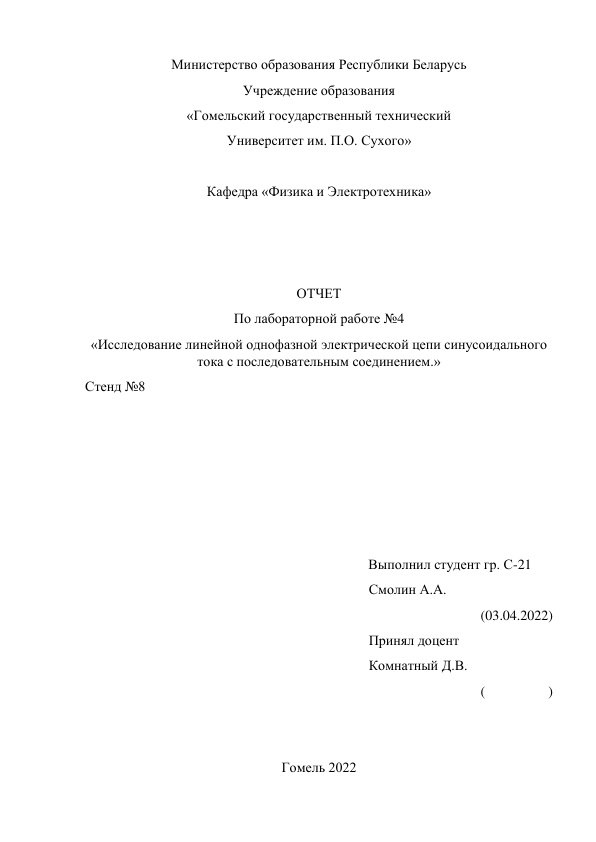 Министерство образования Республики Беларусь
Учреждение образования
«Гомельский государственный технический
Университет им. П.О. Сухого»
Кафедра «Физика и Электротехника»
ОТЧЕТ
По лабораторной работе №4
«Исследование линейной однофазной электрической цепи синусоидального
тока с последовательным соединением.»
Стенд №8
Выполнил студент гр. С-21
Смолин А.А.
(03.04.2022)
Принял доцент
Комнатный Д.В.
( )
Гомель 2022